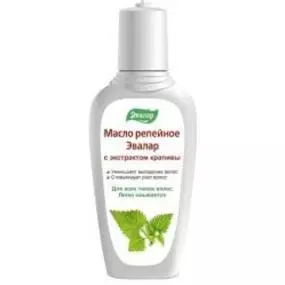 Эвалар
Масло репейное
Эвалар
с экстрактом крапивы
Уменьшает выпадение волос
Стимулирует рост волос
Для всех типов волос
Легко смывается